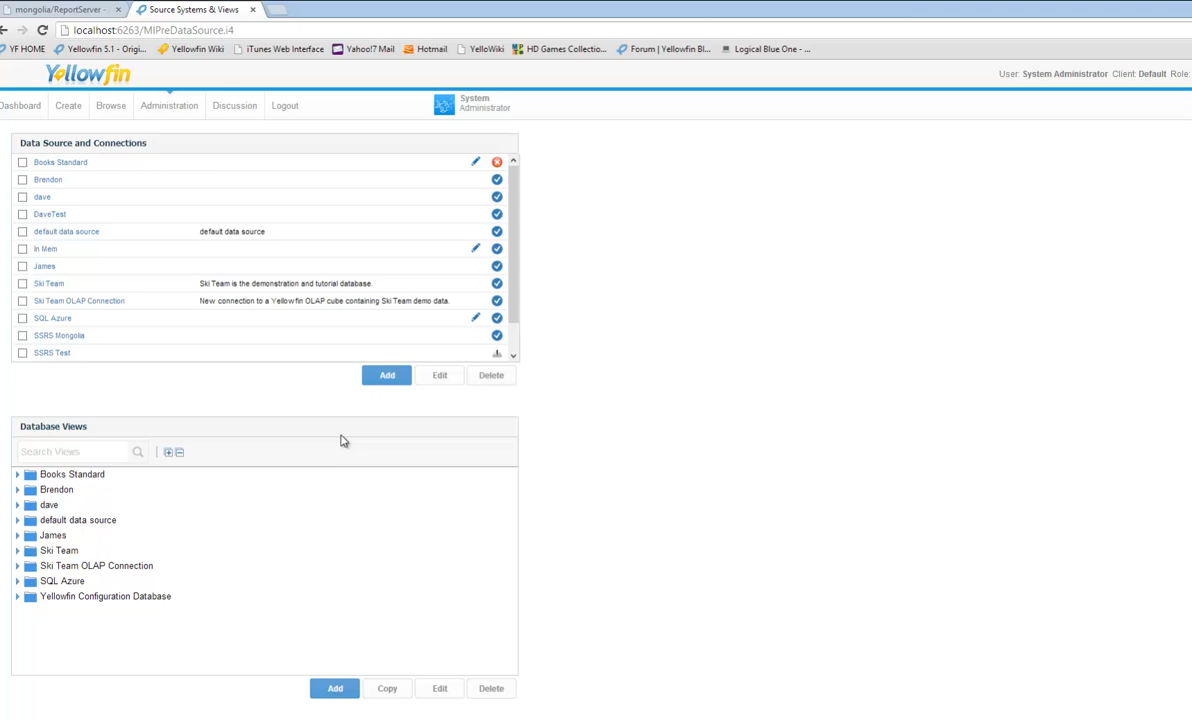 mongolia/ReportServer - × Source Systems & Views ×
localhost:6263/MIPreDataSource.i4
YF HOME Yellowfin 5.1 - Origi... Yellowfin Wiki iTunes Web Interface Yahoo!7 Mail Hotmail YelloWiki HD Games Collectio... Forum | Yellowfin BI... Logical Blue One - ...
Yellowfin
User: System Administrator Client: Default Role:
Dashboard Create Browse Administration Discussion Logout
System
Administrator
Data Source and Connections
Books Standard
Brendon
dave
DaveTest
default data source default data source
In Mem
James
Ski Team Ski Team is the demonstration and tutorial database.
Ski Team OLAP Connection New connection to a Yellowfin OLAP cube containing Ski Team demo data.
SQL Azure
SSRS Mongolia
SSRS Test
Add Edit Delete
Database Views
Search Views
Books Standard
Brendon
dave
default data source
James
Ski Team
Ski Team OLAP Connection
SQL Azure
Yellowfin Configuration Database
Add Copy Edit Delete